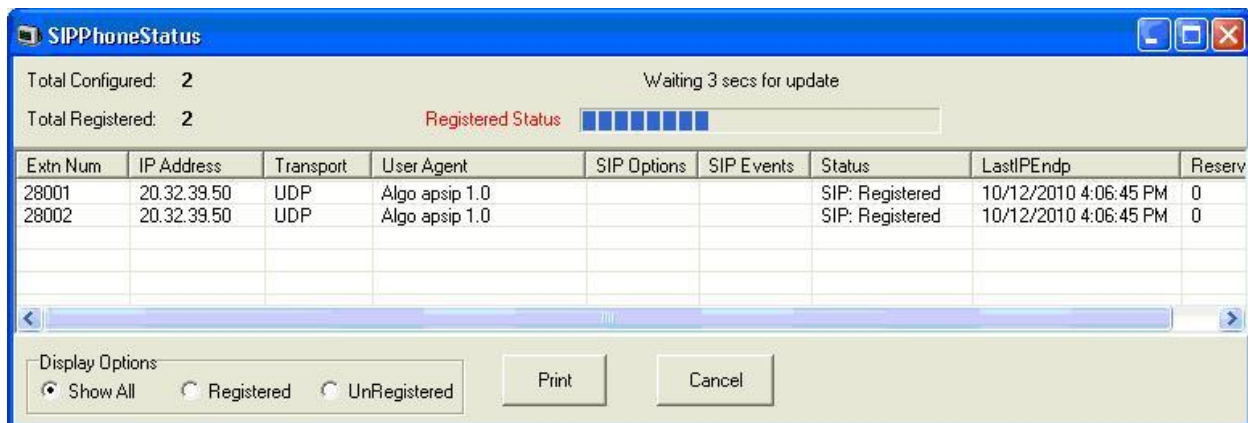 SIPPhoneStatus
Total Configured: 2
Waiting 3 secs for update
Total Registered: 2
Registered Status
Extn Num IP Address Transport User Agent SIP Options SIP Events Status LastIPEndp Reserv
28001 20.32.39.50 UDP Algo apsip 1.0 SIP: Registered 10/12/2010 4:06:45 PM 0
28002 20.32.39.50 UDP Algo apsip 1.0 SIP: Registered 10/12/2010 4:06:45 PM 0
Display Options
Show All Registered UnRegistered
Print
Cancel